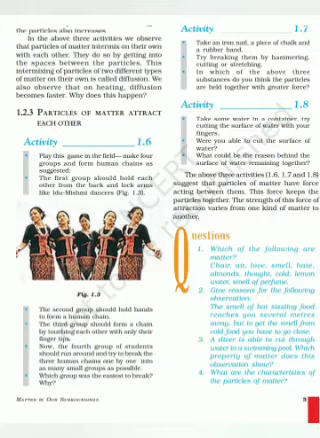 the particles also increases.
In the above three activities we observe
that particles of matter intermix on their own
with each other. They do so by getting into
the spaces between the particles. This
intermixing of particles of two different types
of matter on their own is called diffusion. We
also observe that on heating, diffusion
becomes faster. Why does this happen?
1.2.3 PARTICLES OF MATTER ATTRACT
EACH OTHER
Activity 1.6
• Play this game in the field— make four
groups and form human chains as
suggested:
• The first group should hold each
other from the back and lock arms
like Idu-Mishmi dancers (Fig. 1.3).
Fig. 1.3
• The second group should hold hands
to form a human chain.
• The third group should form a chain
by touching each other with only their
finger tips.
• Now, the fourth group of students
should run around and try to break the
three human chains one by one into
as many small groups as possible.
• Which group was the easiest to break?
Why?
Activity 1.7
• Take an iron nail, a piece of chalk and
a rubber band.
• Try breaking them by hammering,
cutting or stretching.
• In which of the above three
substances do you think the particles
are held together with greater force?
Activity 1.8
• Take some water in a container, try
cutting the surface of water with your
fingers.
• Were you able to cut the surface of
water?
• What could be the reason behind the
surface of water remaining together?
The above three activities (1.6, 1.7 and 1.8)
suggest that particles of matter have force
acting between them. This force keeps the
particles together. The strength of this force of
attraction varies from one kind of matter to
another.
Questions
1. Which of the following are
matter?
Chair, air, love, smell, hate,
almonds, thought, cold, lemon
water, smell of perfume.
2. Give reasons for the following
observation:
The smell of hot sizzling food
reaches you several metres
away, but to get the smell from
cold food you have to go close.
3. A diver is able to cut through
water in a swimming pool. Which
property of matter does this
observation show?
4. What are the characteristics of
the particles of matter?
MATTER IN OUR SURROUNDINGS
3